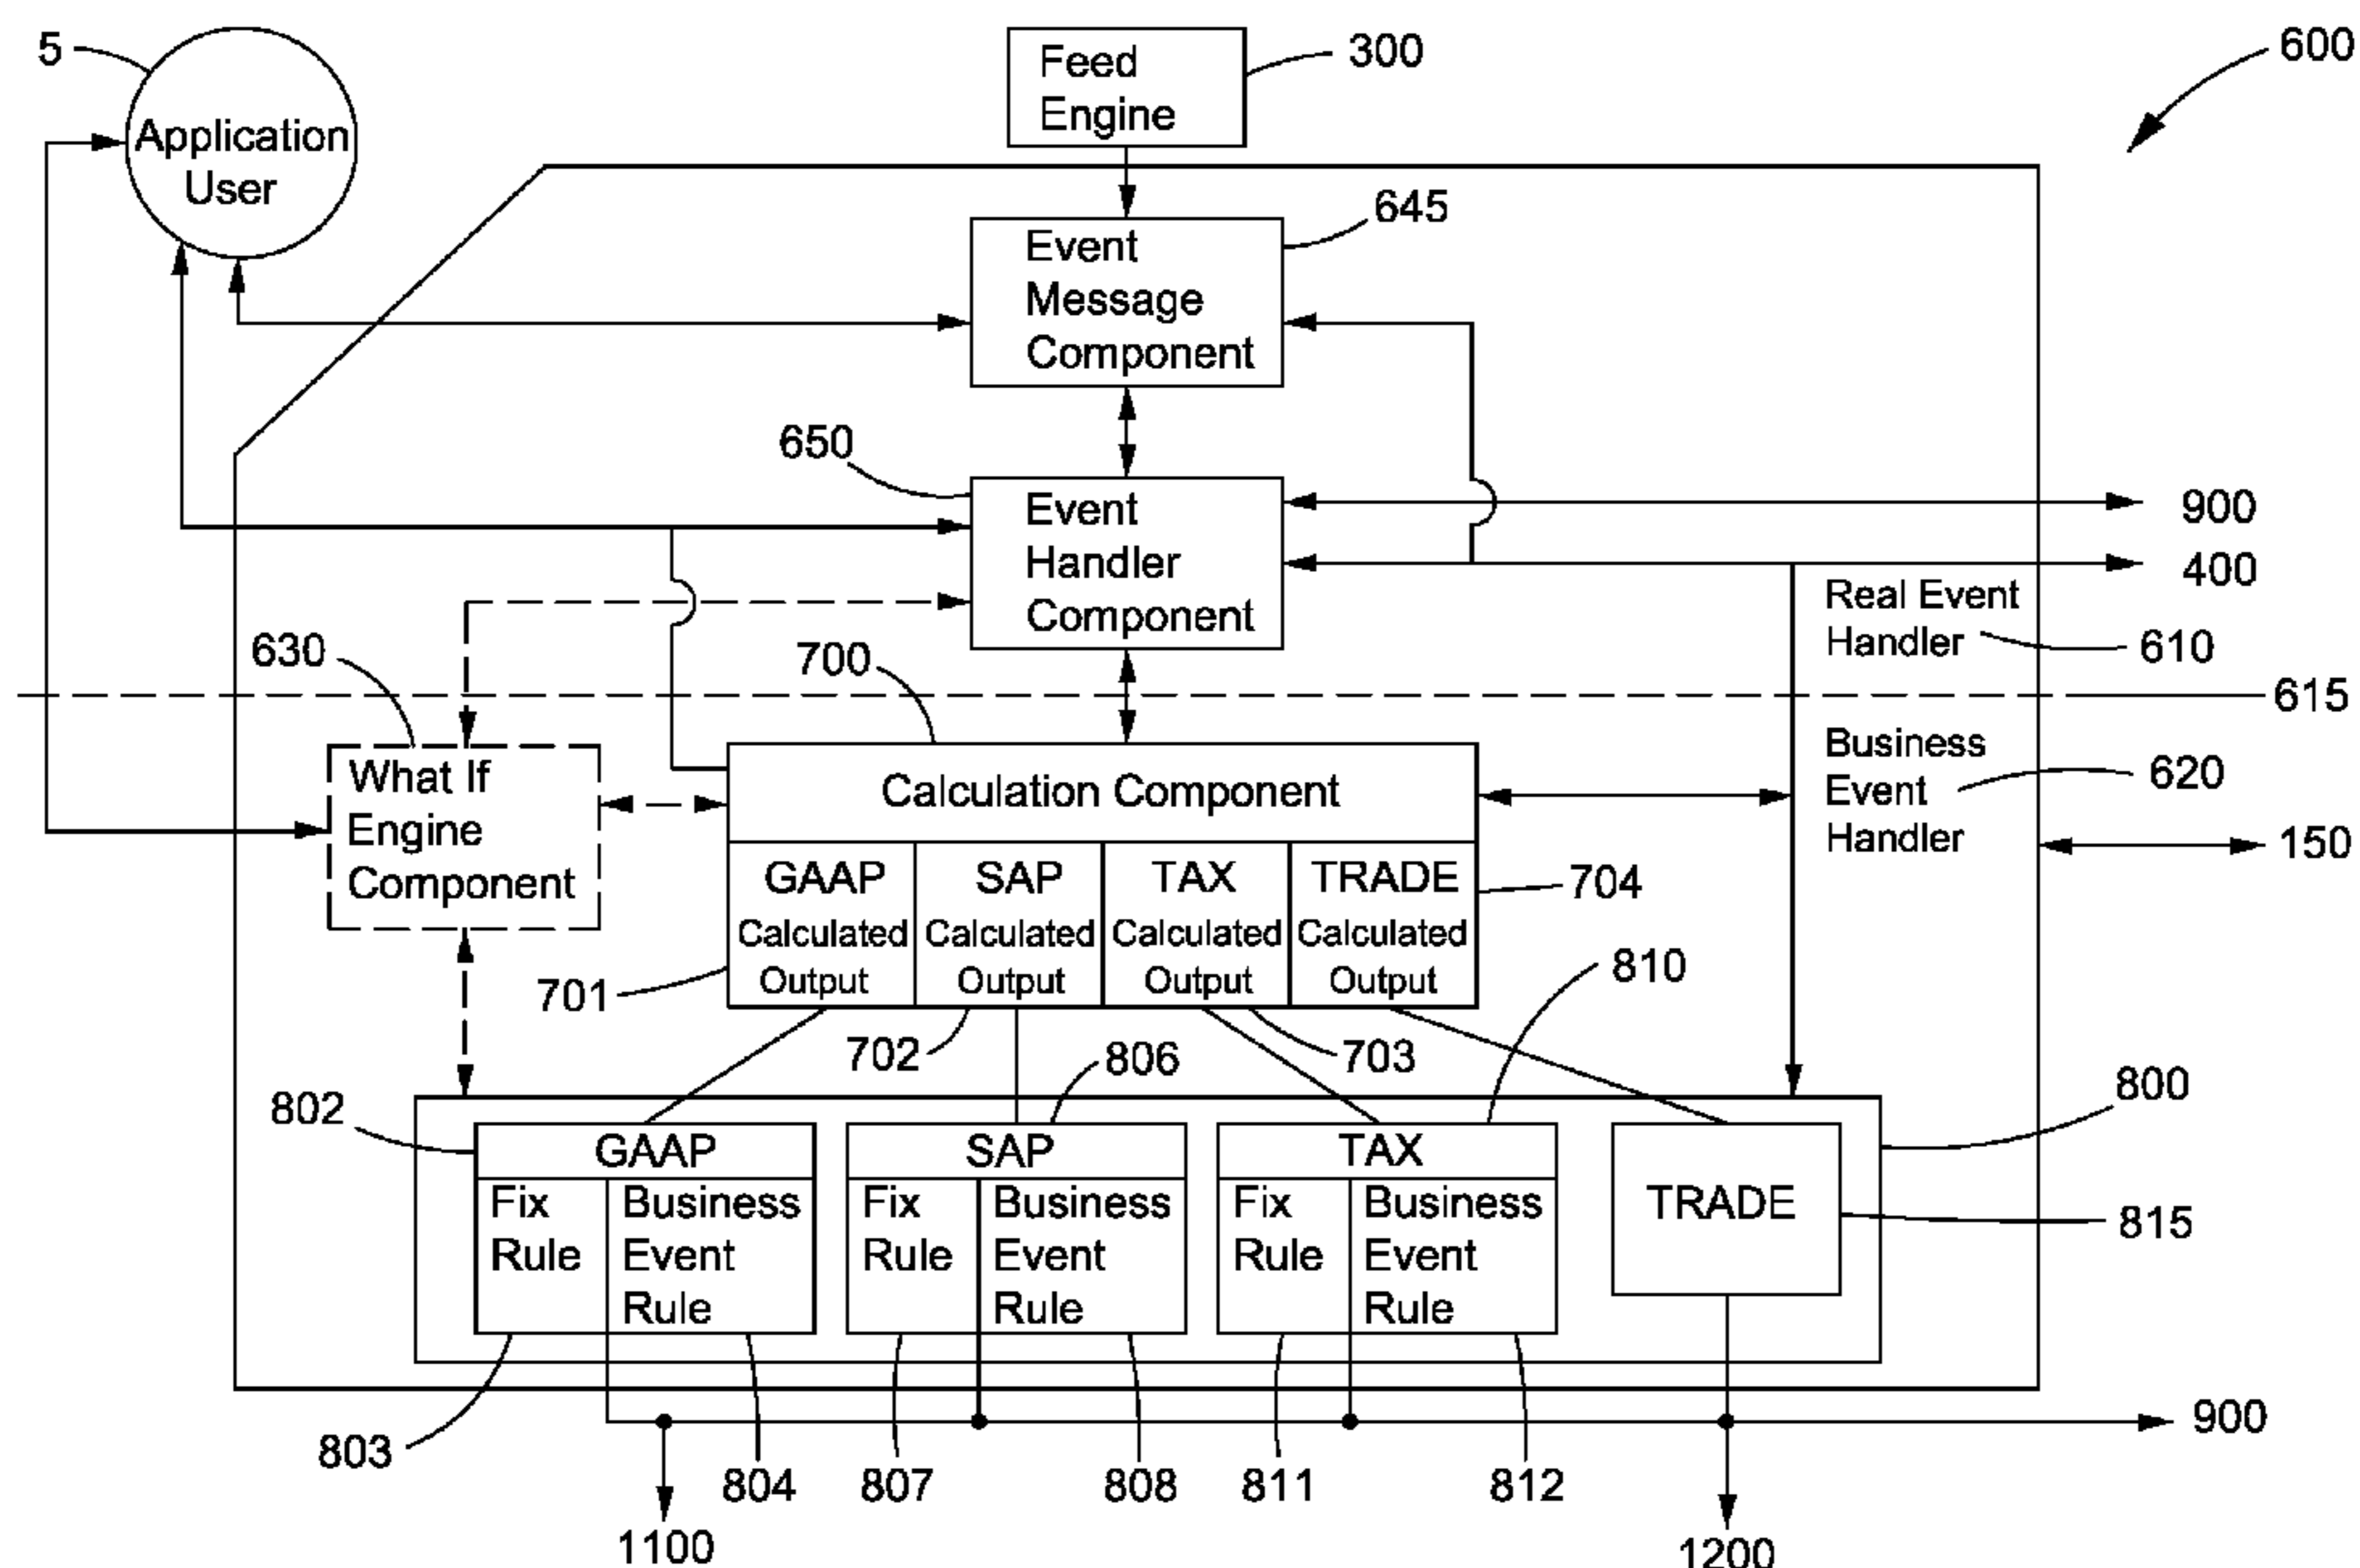 5
Application
User
Feed
Engine
300
600
Event
Message
Component
645
650
Event
Handler
Component
900
400
Real Event
Handler
610
615
630
700
What If
Engine
Component
Calculation Component
Business
Event
Handler
620
150
GAAP
Calculated
Output
SAP
Calculated
Output
TAX
Calculated
Output
TRADE
Calculated
Output
704
701
702
703
810
806
802
800
GAAP
Fix
Rule
Business
Event
Rule
SAP
Fix
Rule
Business
Event
Rule
TAX
Fix
Rule
Business
Event
Rule
TRADE
815
900
803
804
807
808
811
812
1100
1200